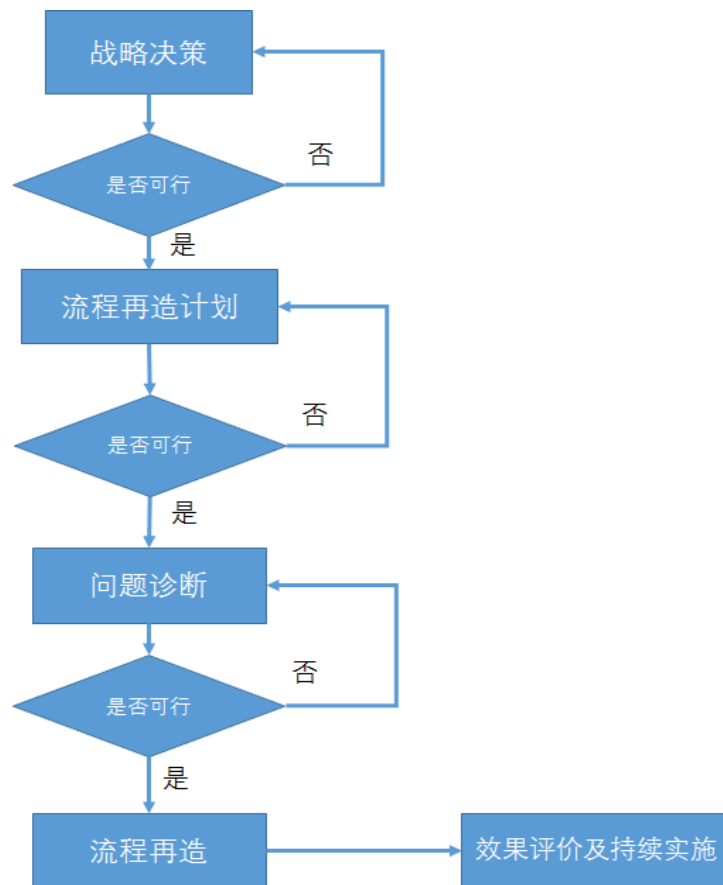 战略决策
否
是否可行
是
流程再造计划
否
是否可行
是
问题诊断
否
是否可行
是
流程再造
效果评价及持续实施